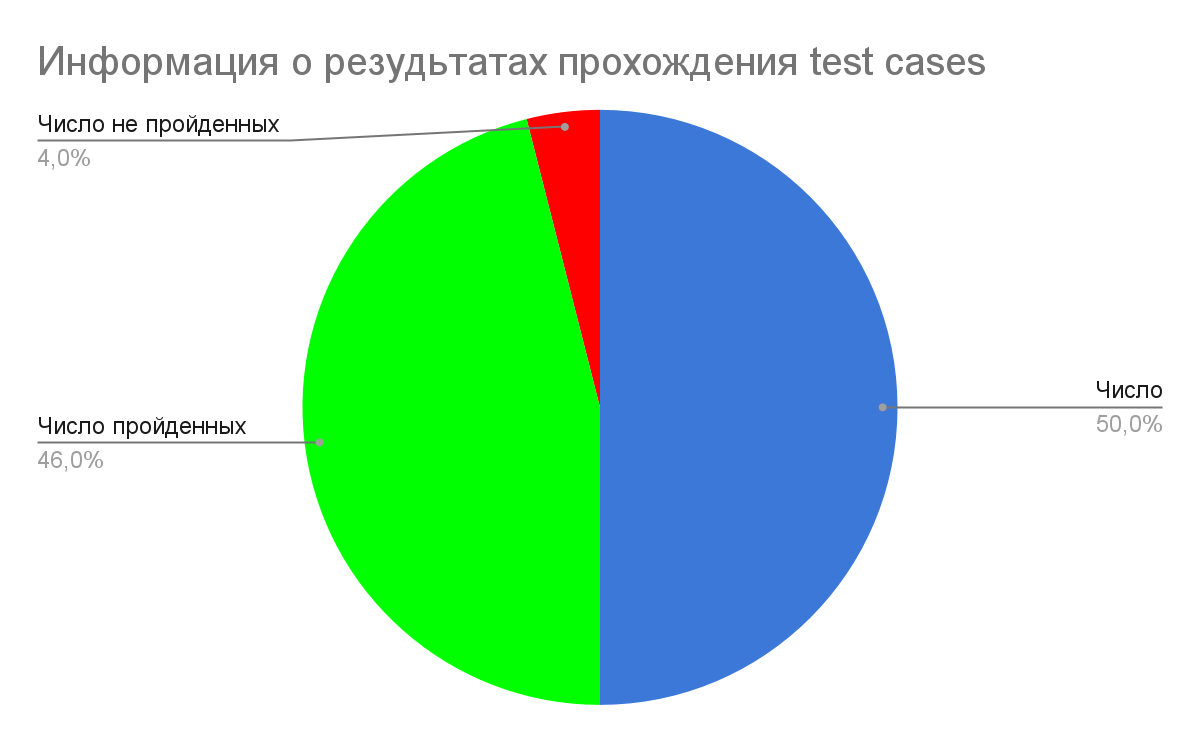 Информация о резудьтатах прохождения test cases
Число не пройденных
4,0%
Число
50,0%
Число пройденных
46,0%